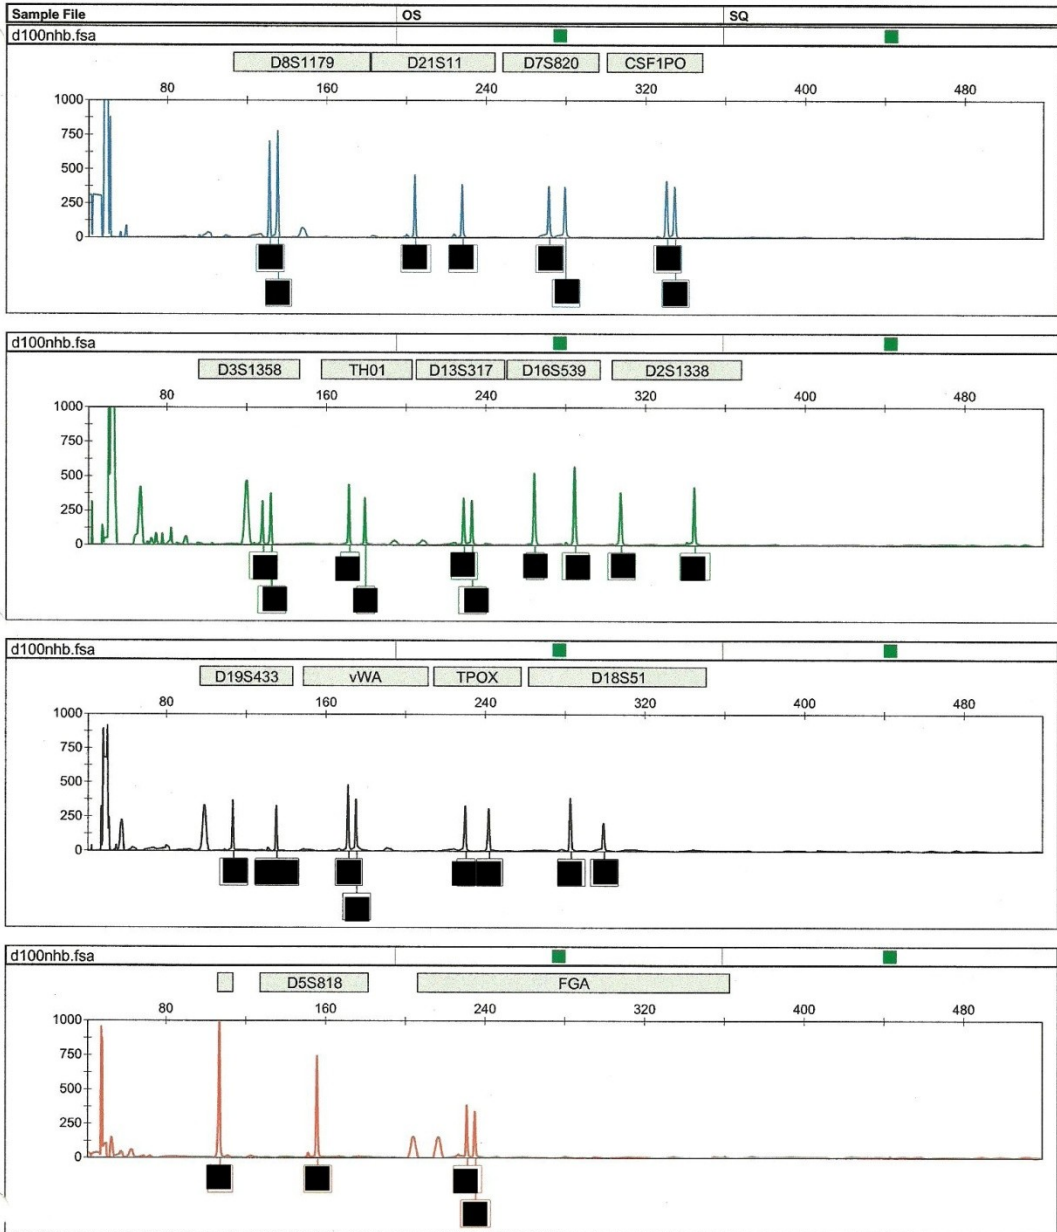 Sample File OS SQ
d100nhb.fsa
D8S1179 D21S11 D7S820 CSF1PO
80 160 240 320 400 480
1000
750
500
250
0
d100nhb.fsa
D3S1358 TH01 D13S317 D16S539 D2S1338
80 160 240 320 400 480
1000
750
500
250
0
d100nhb.fsa
D19S433 vWA TPOX D18S51
80 160 240 320 400 480
1000
750
500
250
0
d100nhb.fsa
D5S818 FGA
80 160 240 320 400 480
1000
750
500
250
0